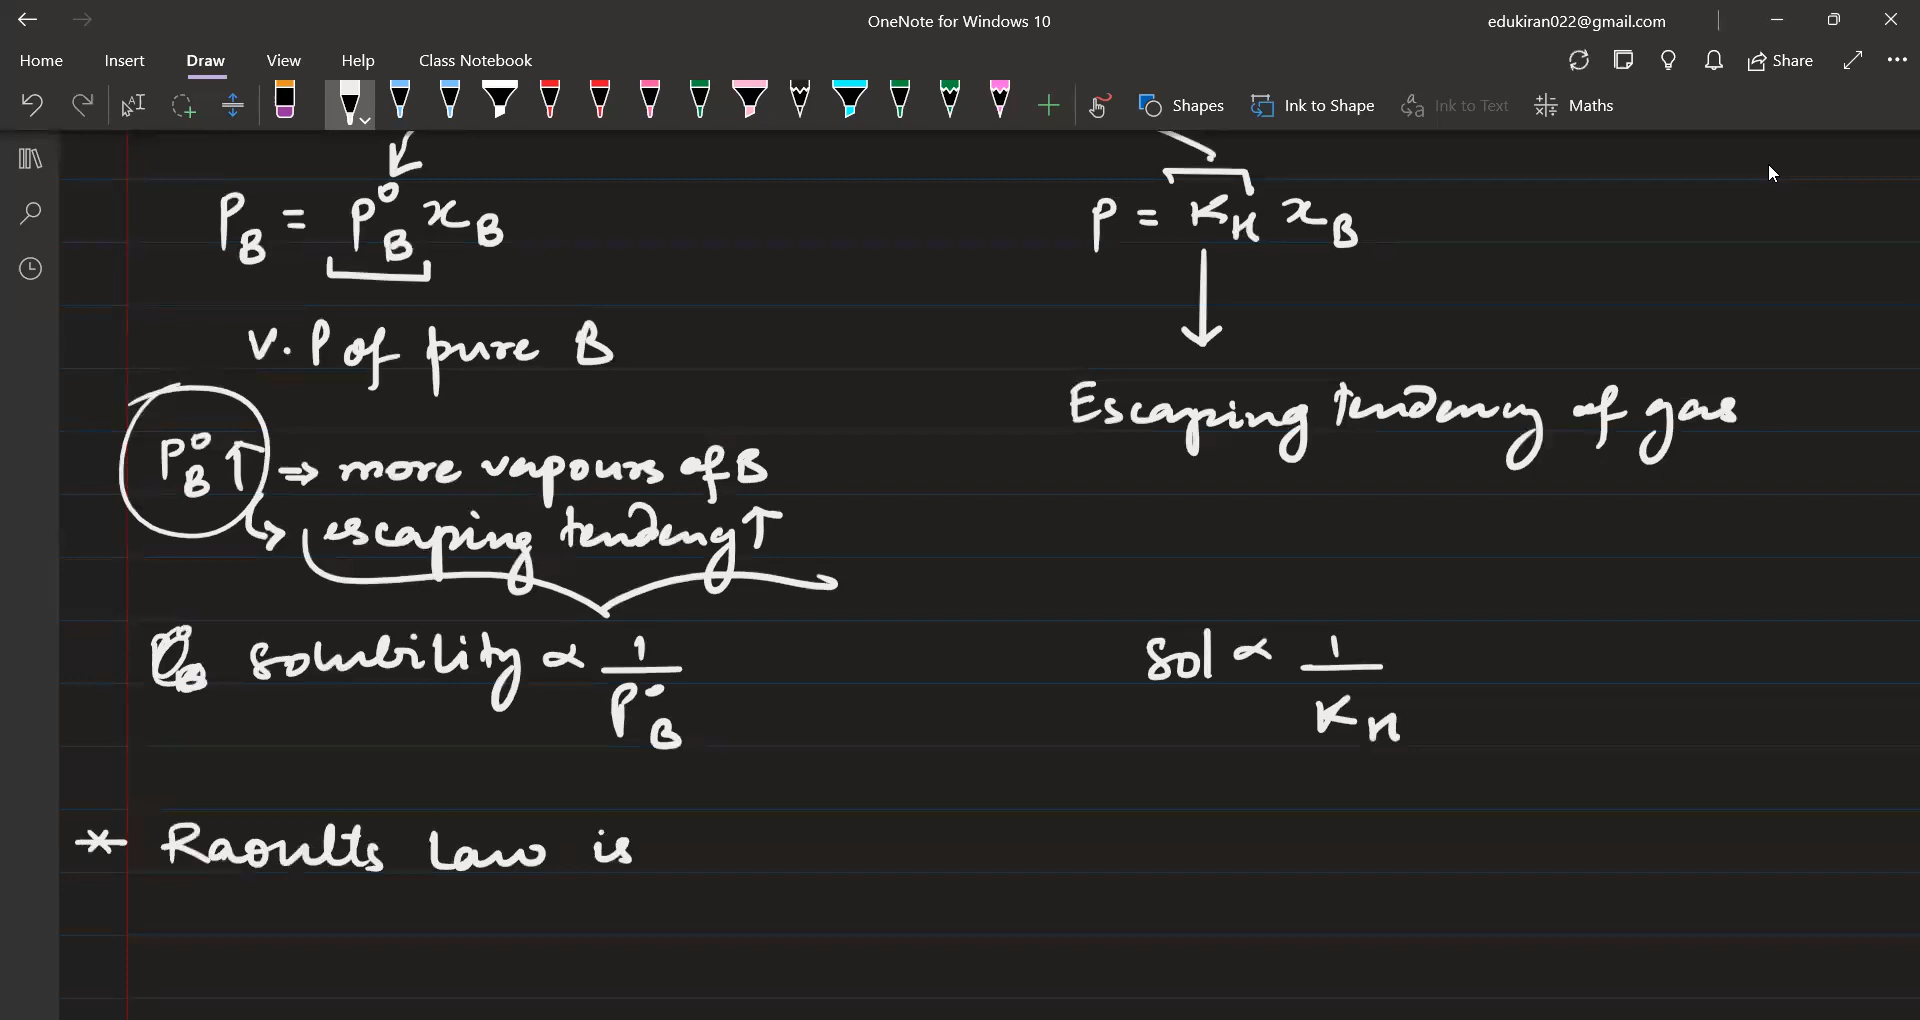 OneNote for Windows 10
edukiran022@gmail.com
Home Insert Draw View Help Class Notebook
Share
Shapes Ink to Shape Ink to Text Maths
P_B = P°_B x_B
P = K_H x_B
V.P of pure B
Escaping tendency of gas
P°_B ↑ ⇒ more vapours of B
↳ escaping tendency ↑
solubility ∝ 1/P°_B
Sol ∝ 1/K_H
* Raoults Law is